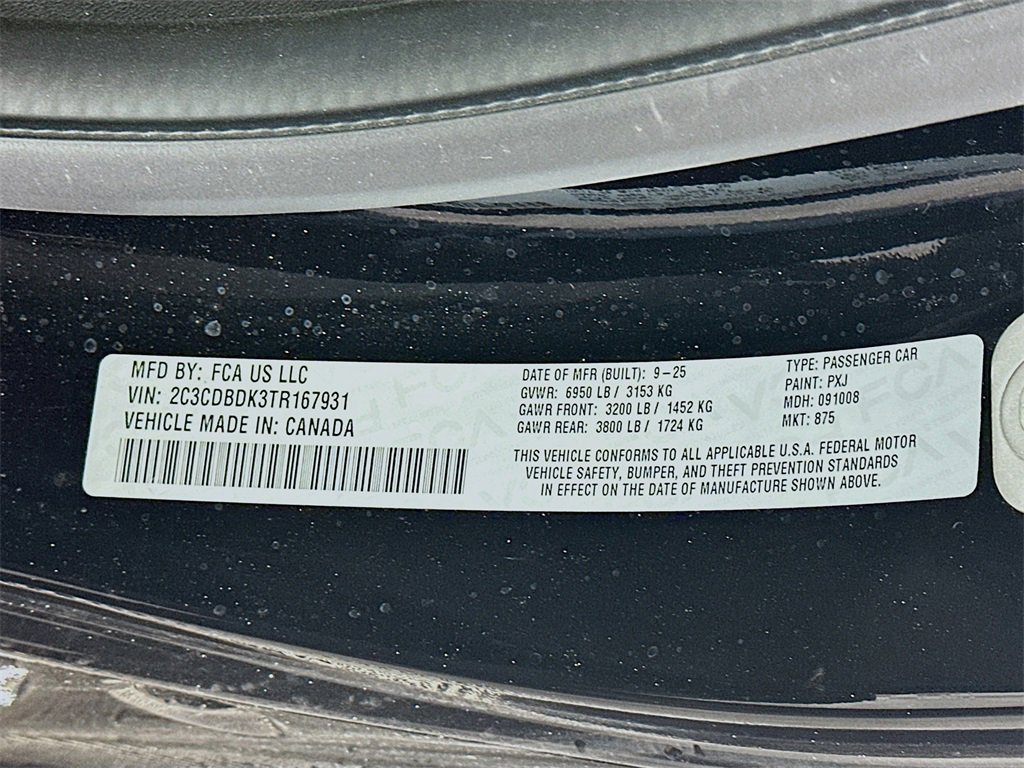 MFD BY: FCA US LLC
VIN: 2C3CDBDK3TR167931
VEHICLE MADE IN: CANADA
DATE OF MFR (BUILT): 9-25
GVWR: 6950 LB / 3153 KG
GAWR FRONT: 3200 LB / 1452 KG
GAWR REAR: 3800 LB / 1724 KG
TYPE: PASSENGER CAR
PAINT: PXJ
MDH: 091008
MKT: 875
THIS VEHICLE CONFORMS TO ALL APPLICABLE U.S.A. FEDERAL MOTOR
VEHICLE SAFETY, BUMPER, AND THEFT PREVENTION STANDARDS
IN EFFECT ON THE DATE OF MANUFACTURE SHOWN ABOVE.